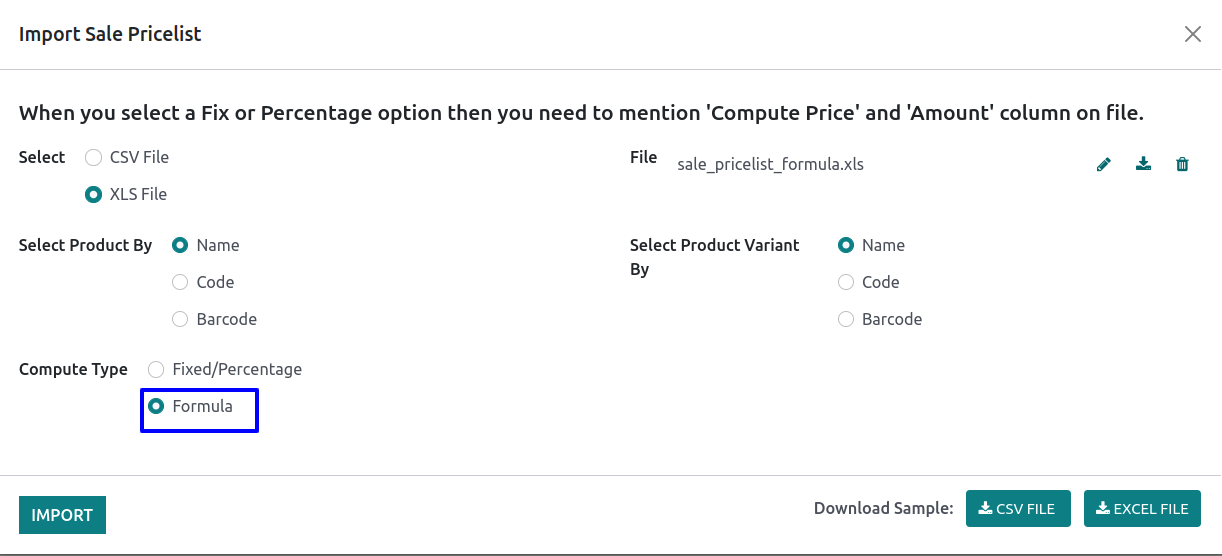 Import Sale Pricelist
When you select a Fix or Percentage option then you need to mention 'Compute Price' and 'Amount' column on file.
Select
CSV File
XLS File
File
sale_pricelist_formula.xls
Select Product By
Name
Code
Barcode
Select Product Variant
By
Name
Code
Barcode
Compute Type
Fixed/Percentage
Formula
IMPORT
Download Sample:
CSV FILE
EXCEL FILE